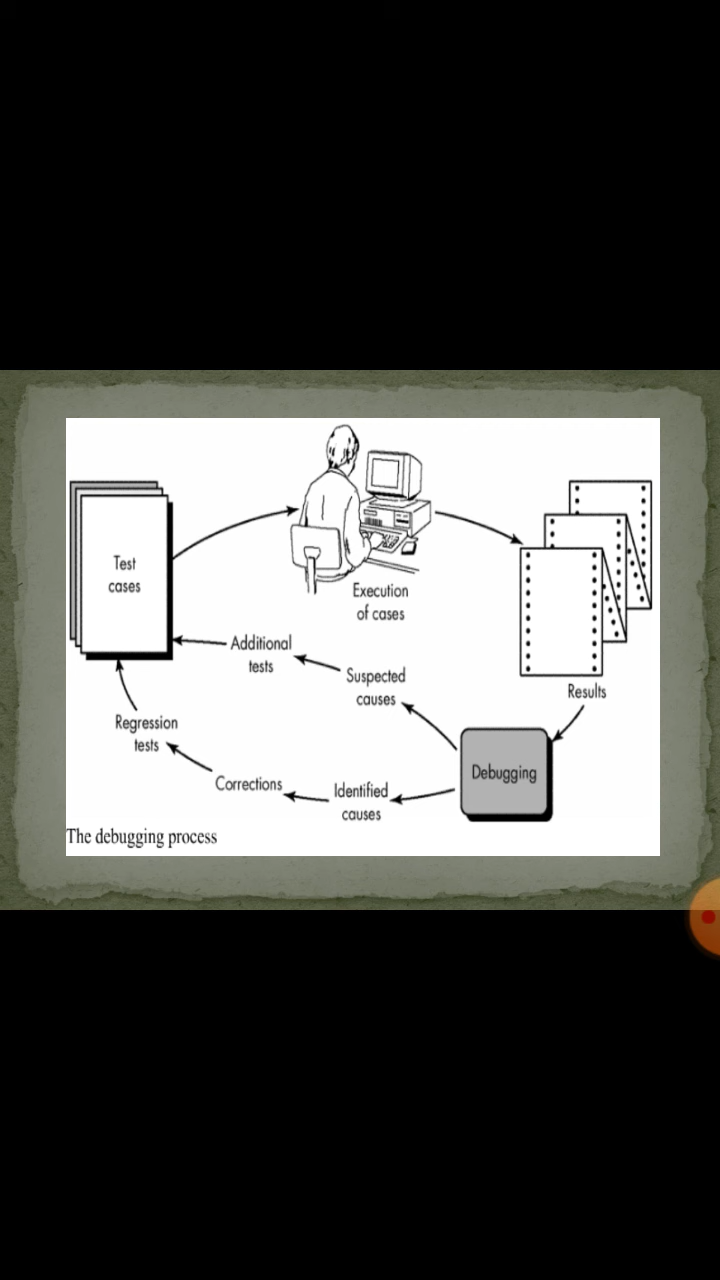 Test
cases
Execution
of cases
Results
Debugging
Suspected
causes
Additional
tests
Identified
causes
Corrections
Regression
tests
The debugging process